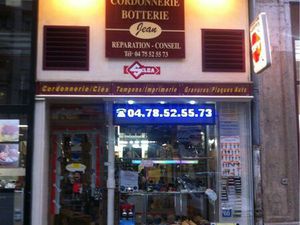 CORDONNERIE
BOTTERIE
Jean
REPARATION - CONSEIL
Tél 04 78 52 55 73
Cordonnerie/Clés Tampons/Imprimerie Gravures/Plaques Auto
☎04.78.52.55.73